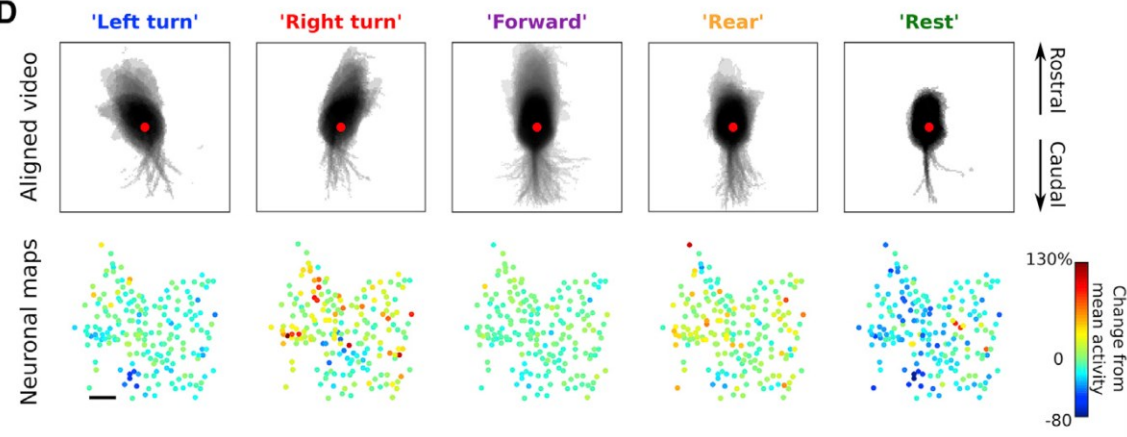 D
'Left turn' 'Right turn' 'Forward' 'Rear' 'Rest'
Aligned video
Rostral
Caudal
Neuronal maps
130%
0
-80
Change from
mean activity